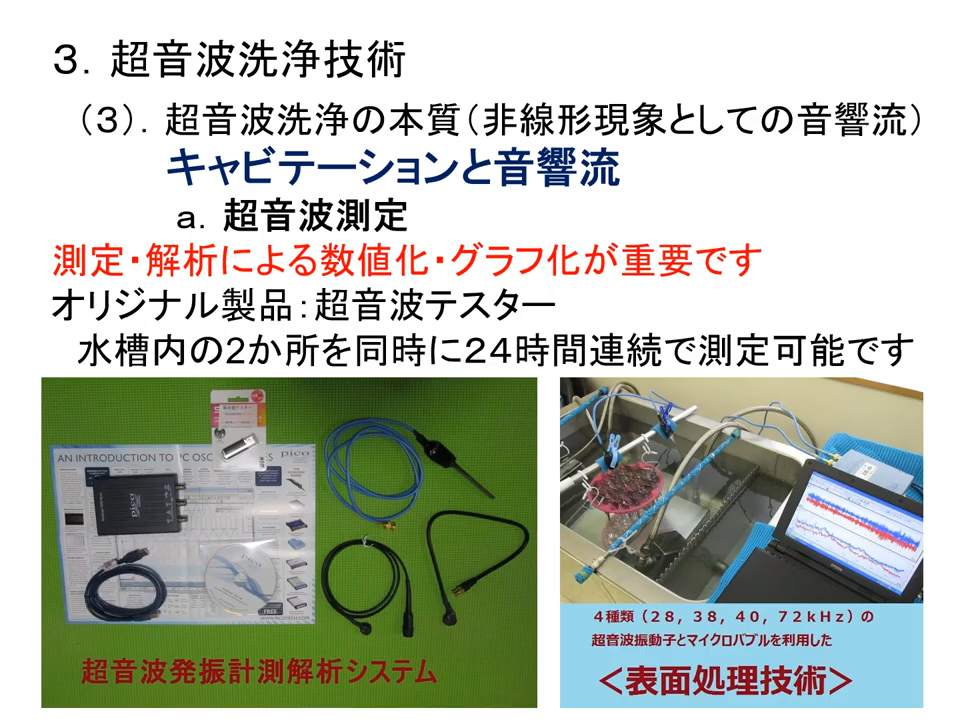 ３．超音波洗浄技術
（３）．超音波洗浄の本質（非線形現象としての音響流）
キャビテーションと音響流
ａ．超音波測定
測定・解析による数値化・グラフ化が重要です
オリジナル製品：超音波テスター
水槽内の2か所を同時に２４時間連続で測定可能です
AN INTRODUCTION TO PC OSC
pico
pico
FREE
超音波発振計測解析システム
４種類（２８，３８，４０，７２ｋＨｚ）の
超音波振動子とマイクロバブルを利用した
＜表面処理技術＞